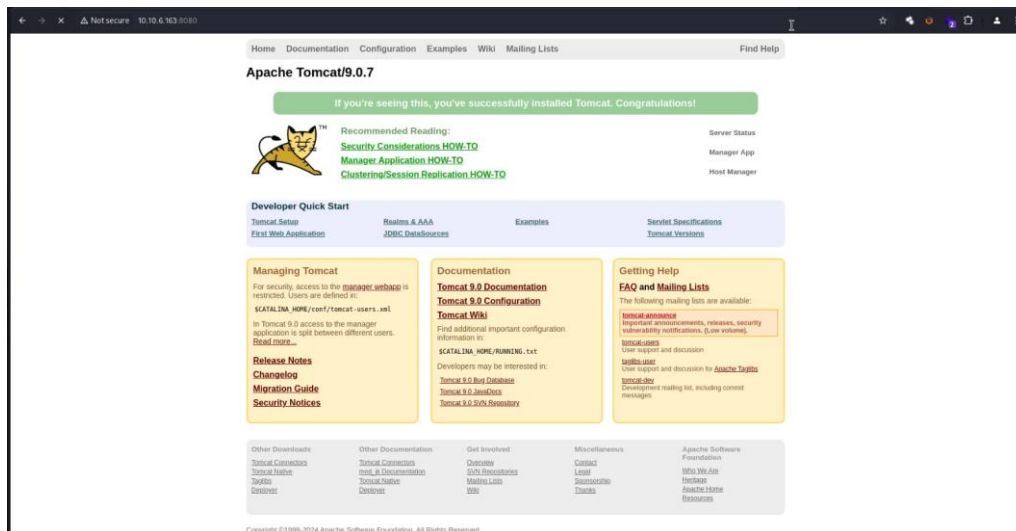 Not secure 10.10.6.163:8080
Home Documentation Configuration Examples Wiki Mailing Lists Find Help
Apache Tomcat/9.0.7
If you're seeing this, you've successfully installed Tomcat. Congratulations!
TM
Recommended Reading:
Security Considerations HOW-TO
Manager Application HOW-TO
Clustering/Session Replication HOW-TO
Server Status
Manager App
Host Manager
Developer Quick Start
Tomcat Setup
First Web Application
Realms & AAA
JDBC DataSources
Examples
Servlet Specifications
Tomcat Versions
Managing Tomcat
For security, access to the manager webapp is
restricted. Users are defined in:
$CATALINA_HOME/conf/tomcat-users.xml
In Tomcat 9.0 access to the manager
application is split between different users.
Read more...
Release Notes
Changelog
Migration Guide
Security Notices
Documentation
Tomcat 9.0 Documentation
Tomcat 9.0 Configuration
Tomcat Wiki
Find additional important configuration
information in:
$CATALINA_HOME/RUNNING.txt
Developers may be interested in:
Tomcat 9.0 Bug Database
Tomcat 9.0 JavaDocs
Tomcat 9.0 SVN Repository
Getting Help
FAQ and Mailing Lists
The following mailing lists are available:
tomcat-announce
Important announcements, releases, security
vulnerability notifications. (Low volume).
tomcat-users
User support and discussion
taglibs-user
User support and discussion for Apache Taglibs
tomcat-dev
Development mailing list, including commit
messages
Other Downloads
Tomcat Connectors
Tomcat Native
Taglibs
Deployer
Other Documentation
Tomcat Connectors
mod_jk Documentation
Tomcat Native
Deployer
Get Involved
Overview
SVN Repositories
Mailing Lists
Wiki
Miscellaneous
Contact
Legal
Sponsorship
Thanks
Apache Software
Foundation
Who We Are
Heritage
Apache Home
Resources
Copyright ©1999-2024 Apache Software Foundation. All Rights Reserved